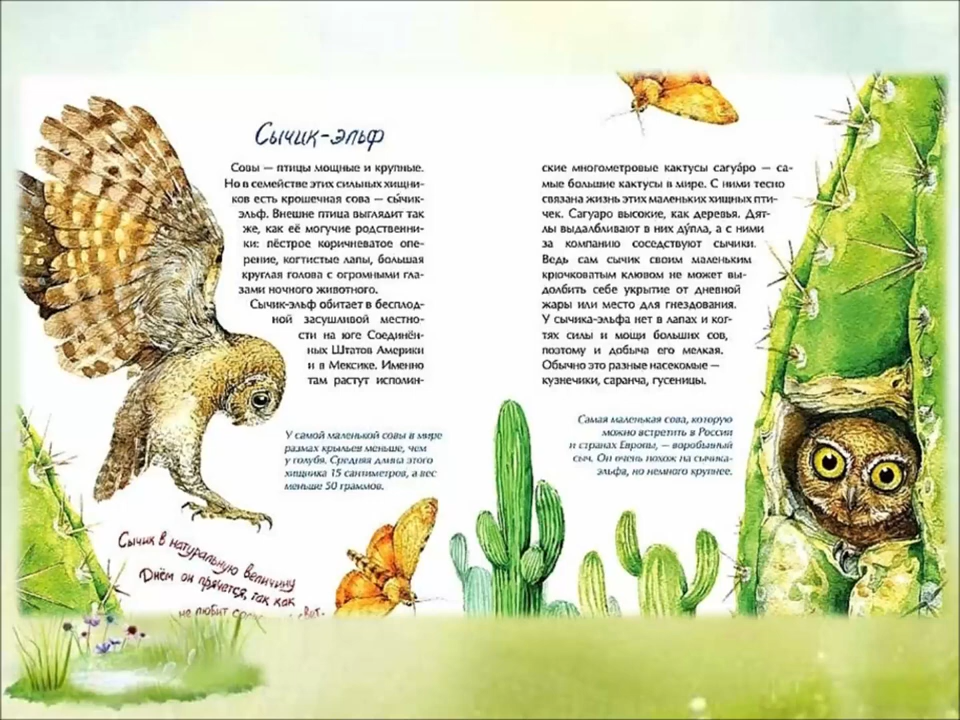 Сычик-эльф
Совы — птицы мощные и крупные.
Но в семействе этих сильных хищни-
ков есть крошечная сова — сы́чик-
эльф. Внешне птица выглядит так
же, как её могучие родственни-
ки: пёстрое коричневатое опе-
рение, когтистые лапы, большая
круглая голова с огромными гла-
зами ночного животного.
Сычик-эльф обитает в бесплод-
ной засушливой местно-
сти на юге Соединён-
ных Штатов Америки
и в Мексике. Именно
там растут исполин-
У самой маленькой совы в мире
размах крыльев меньше, чем
у голубя. Средняя длина этого
хищника 15 сантиметров, а вес
меньше 50 граммов.
Сычик в натуральную величину
Днём он прячется, так как
не любит
ские многометровые кактусы сагуа́ро — са-
мые большие кактусы в мире. С ними тесно
связана жизнь этих маленьких хищных пти-
чек. Сагуаро высокие, как деревья. Дят-
лы выдалбливают в них ду́пла, а с ними
за компанию соседствуют сычики.
Ведь сам сычик своим маленьким
крючковатым клювом не может вы-
долбить себе укрытие от дневной
жары или место для гнездования.
У сычика-эльфа нет в лапах и ког-
тях силы и мощи больших сов,
поэтому и добыча его мелкая.
Обычно это разные насекомые —
кузнечики, саранча, гусеницы.
Самая маленькая сова, которую
можно встретить в России
и странах Европы, — воробьиный
сыч. Он очень похож на сычика-
эльфа, но немного крупнее.